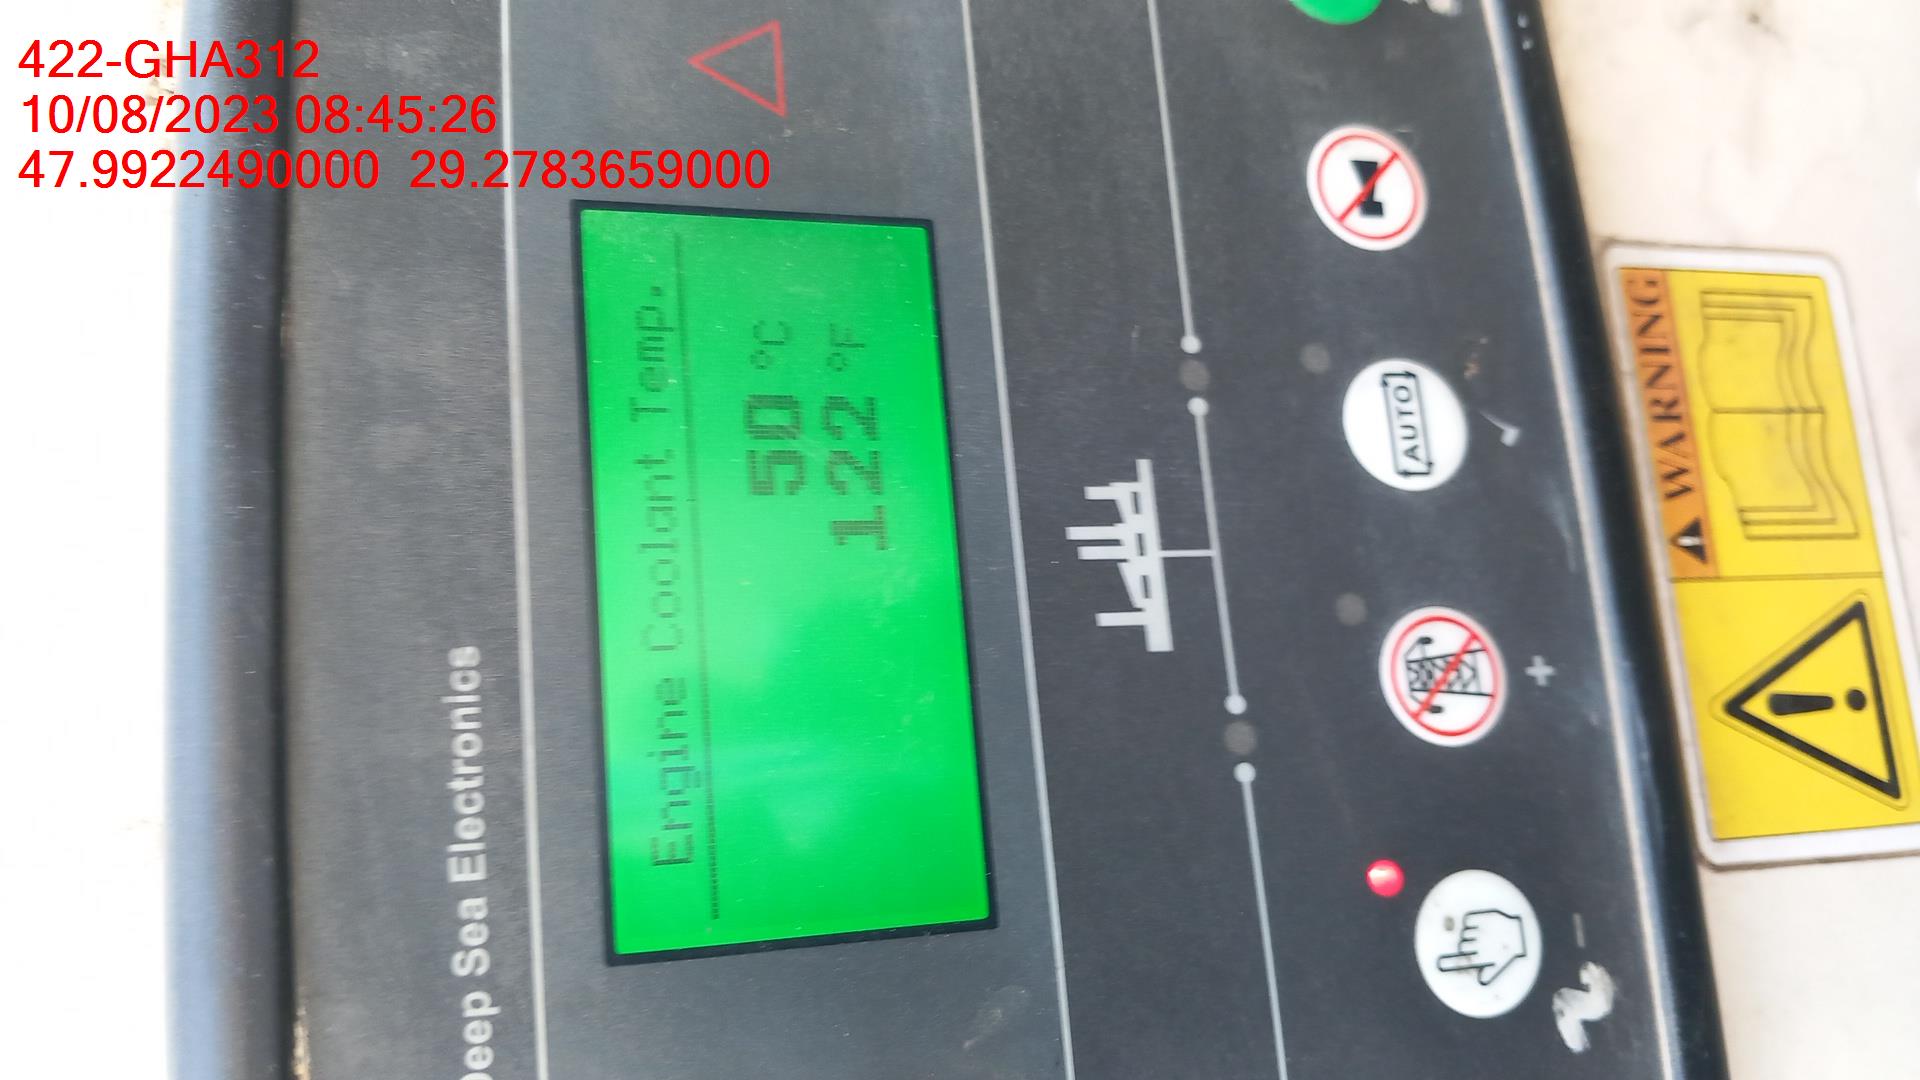 422-GHA312
10/08/2023 08:45:26
47.9922490000 29.2783659000
Deep Sea Electronics
Engine Coolant Temp.
50 °C
122 °F
AUTO
+
-
WARNING